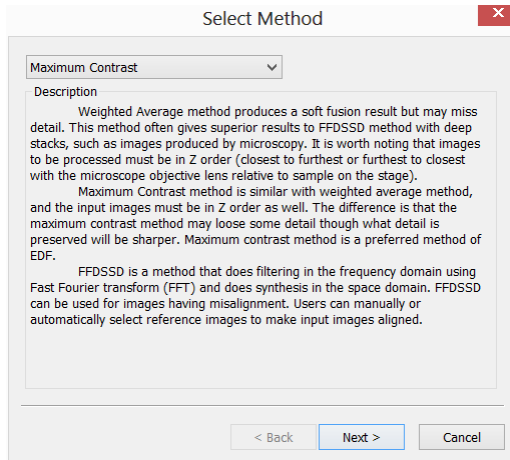 Select Method
Maximum Contrast
Description
Weighted Average method produces a soft fusion result but may miss
detail. This method often gives superior results to FFDSSD method with deep
stacks, such as images produced by microscopy. It is worth noting that images
to be processed must be in Z order (closest to furthest or furthest to closest
with the microscope objective lens relative to sample on the stage).
Maximum Contrast method is similar with weighted average method,
and the input images must be in Z order as well. The difference is that the
maximum contrast method may loose some detail though what detail is
preserved will be sharper. Maximum contrast method is a preferred method of
EDF.
FFDSSD is a method that does filtering in the frequency domain using
Fast Fourier transform (FFT) and does synthesis in the space domain. FFDSSD
can be used for images having misalignment. Users can manually or
automatically select reference images to make input images aligned.
< Back Next > Cancel